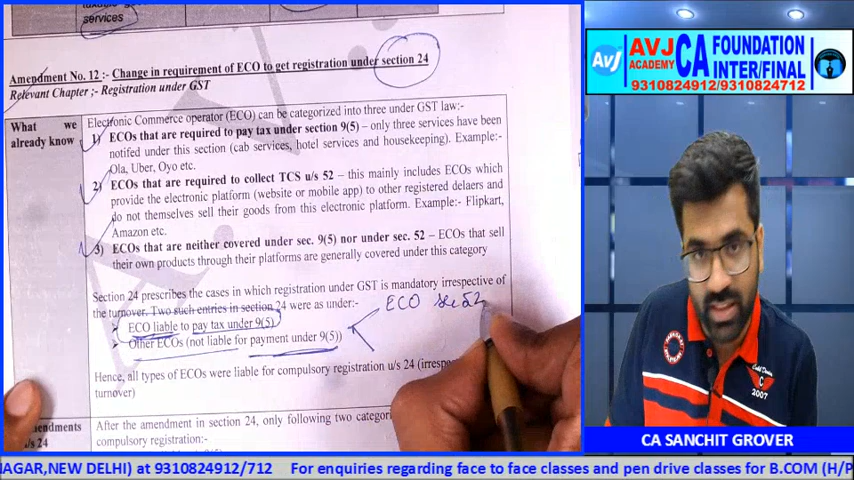 services
Amendment No. 12 :- Change in requirement of ECO to get registration under section 24
Relevant Chapter ;- Registration under GST
What we
already know
Electronic Commerce operator (ECO) can be categorized into three under GST law:-
1) ECOs that are required to pay tax under section 9(5) – only three services have been
notifed under this section (cab services, hotel services and housekeeping). Example:-
Ola, Uber, Oyo etc.
2) ECOs that are required to collect TCS u/s 52 – this mainly includes ECOs which
provide the electronic platform (website or mobile app) to other registered delaers and
do not themselves sell their goods from this electronic platform. Example:- Flipkart,
Amazon etc.
3) ECOs that are neither covered under sec. 9(5) nor under sec. 52 – ECOs that sell
their own products through their platforms are generally covered under this category
Section 24 prescribes the cases in which registration under GST is mandatory irrespective of
the turnover. Two such entries in section 24 were as under:-
ECO liable to pay tax under 9(5)
Other ECOs (not liable for payment under 9(5))
ECO sec 52
Hence, all types of ECOs were liable for compulsory registration u/s 24 (irresp
turnover)
endments
/s 24
After the amendment in section 24, only following two categori
compulsory registration:-
AVJ
AVJ
ACADEMY
CA
FOUNDATION
INTER/FINAL
9310824912/9310824712
2007
CA SANCHIT GROVER
NAGAR,NEW DELHI) at 9310824912/712 For enquiries regarding face to face classes and pen drive classes for B.COM (H/P